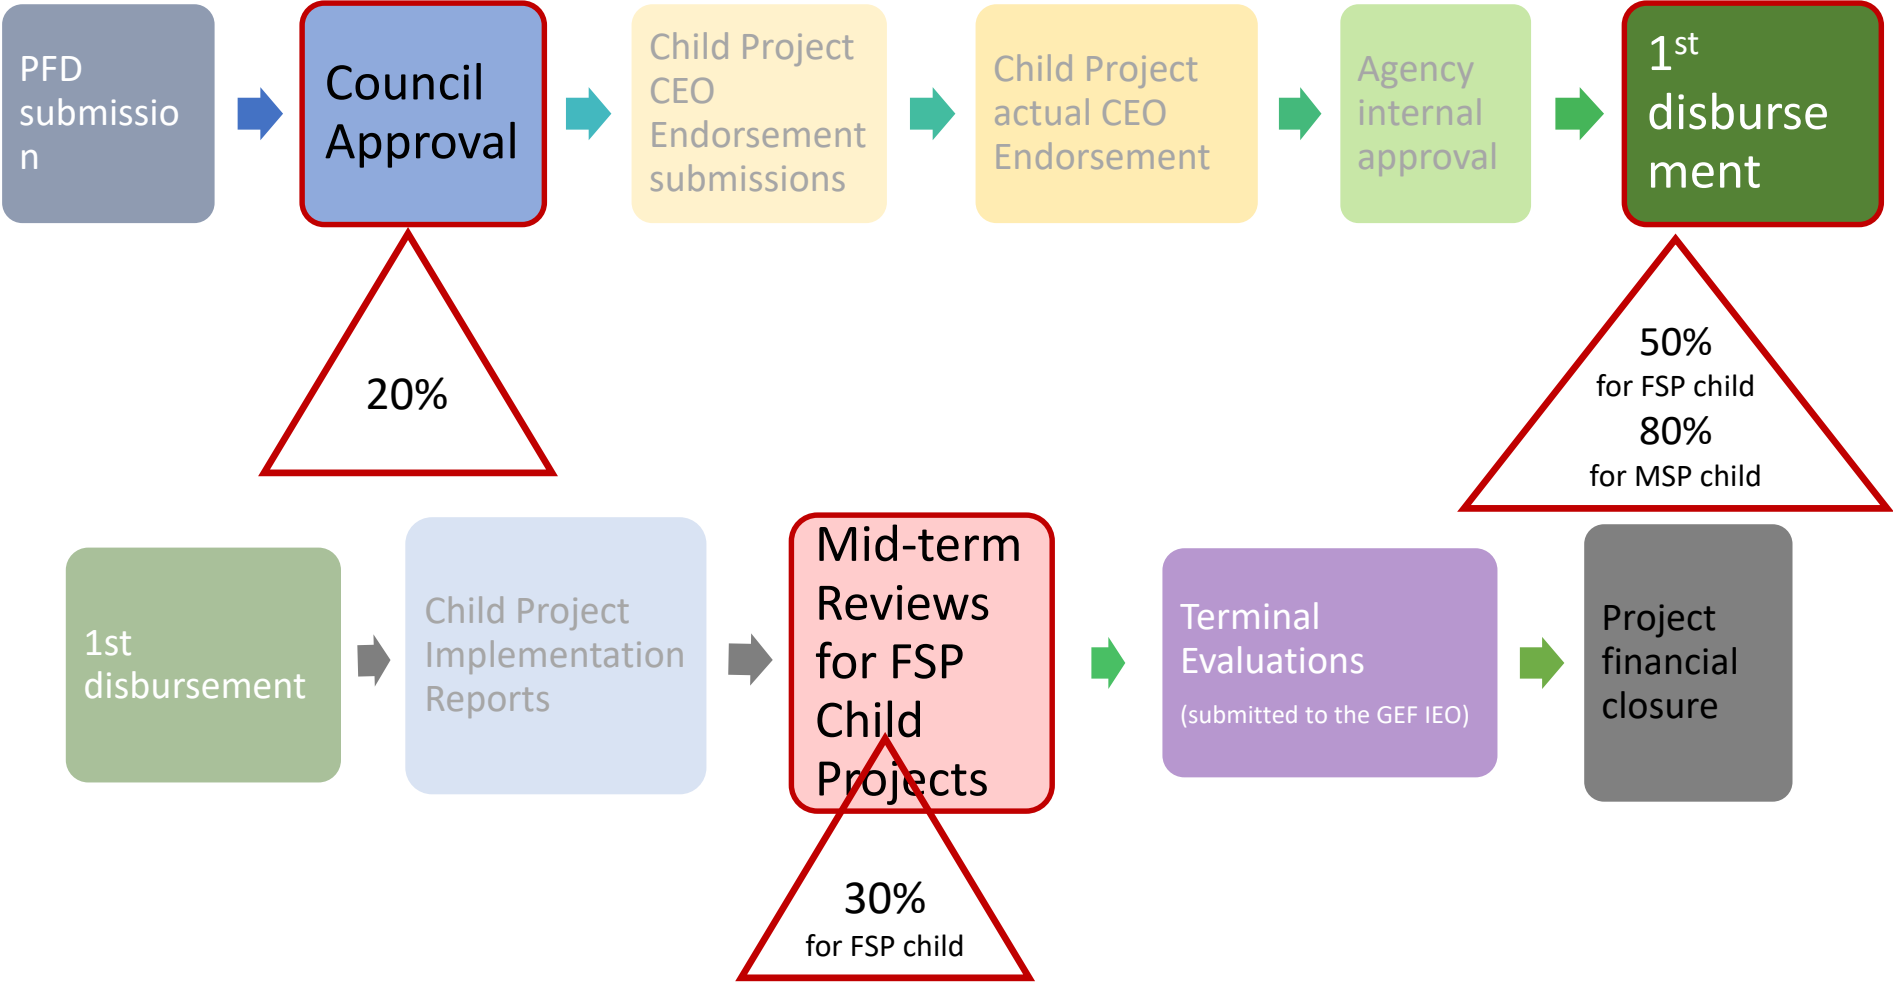 PFD
submissio
n
Council
Approval
Child Project
CEO
Endorsement
submissions
Child Project
actual CEO
Endorsement
Agency
internal
approval
1st
disburse
ment
20%
50%
for FSP child
80%
for MSP child
1st
disbursement
Child Project
Implementation
Reports
Mid-term
Reviews
for FSP
Child
Projects
30%
for FSP child
Terminal
Evaluations
(submitted to the GEF IEO)
Project
financial
closure